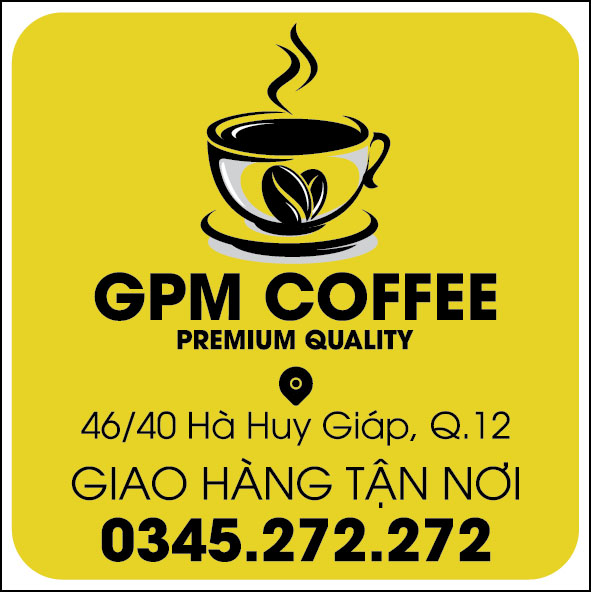 GPM COFFEE
PREMIUM QUALITY
46/40 Hà Huy Giáp, Q.12
GIAO HÀNG TẬN NƠI
0345.272.272